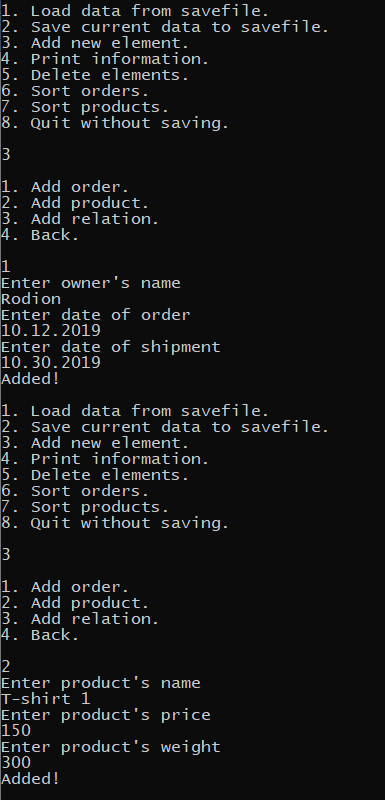 1. Load data from savefile.
2. Save current data to savefile.
3. Add new element.
4. Print information.
5. Delete elements.
6. Sort orders.
7. Sort products.
8. Quit without saving.
3
1. Add order.
2. Add product.
3. Add relation.
4. Back.
1
Enter owner's name
Rodion
Enter date of order
10.12.2019
Enter date of shipment
10.30.2019
Added!
1. Load data from savefile.
2. Save current data to savefile.
3. Add new element.
4. Print information.
5. Delete elements.
6. Sort orders.
7. Sort products.
8. Quit without saving.
3
1. Add order.
2. Add product.
3. Add relation.
4. Back.
2
Enter product's name
T-shirt 1
Enter product's price
150
Enter product's weight
300
Added!